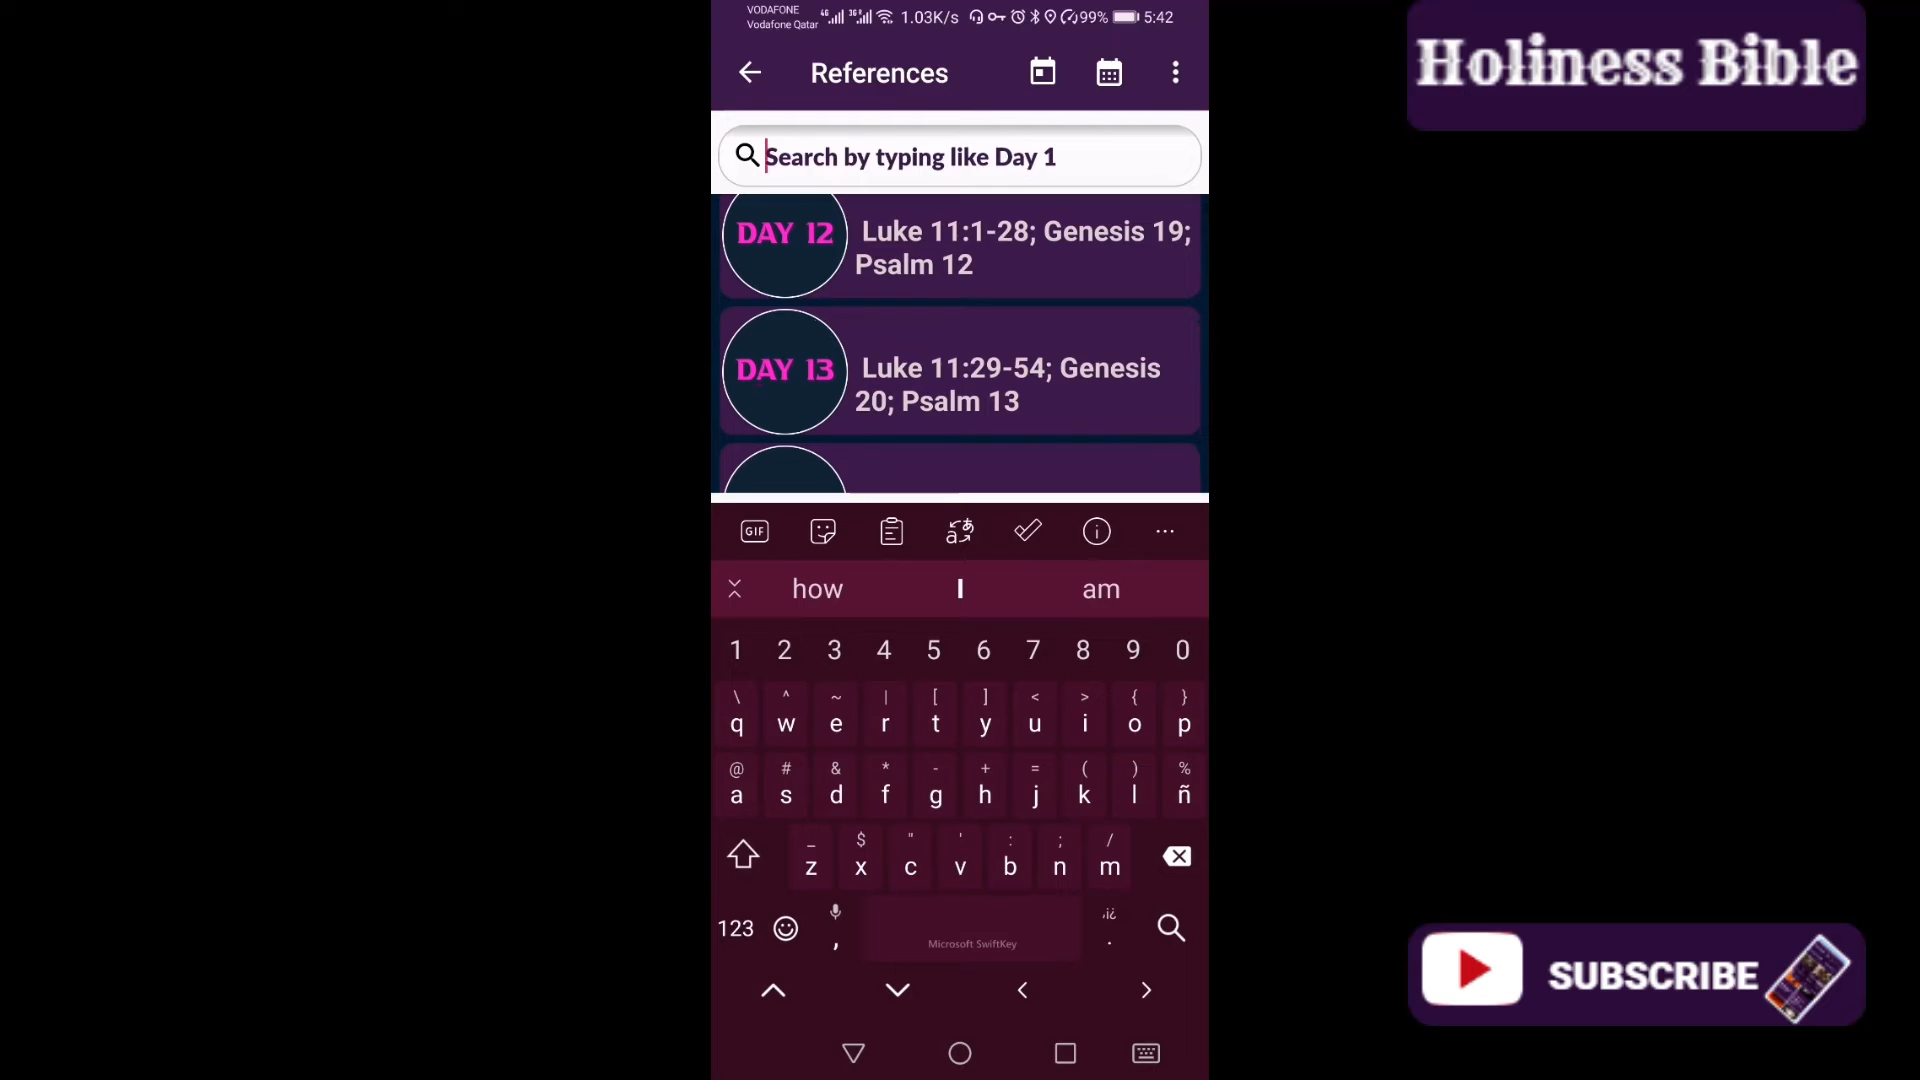 VODAFONE
Vodafone Qatar 4G 3G 1.03K/s 99% 5:42
Holiness Bible
References
Search by typing like Day 1
DAY 12 Luke 11:1-28; Genesis 19;
Psalm 12
DAY 13 Luke 11:29-54; Genesis
20; Psalm 13
GIF
how I am
1 2 3 4 5 6 7 8 9 0
\ ^ ~ | [ ] < > { }
q w e r t y u i o p
@ # & * - + = ( ) %
a s d f g h j k l ñ
_ $ " ' : ; /
z x c v b n m
123 , Microsoft SwiftKey .
SUBSCRIBE